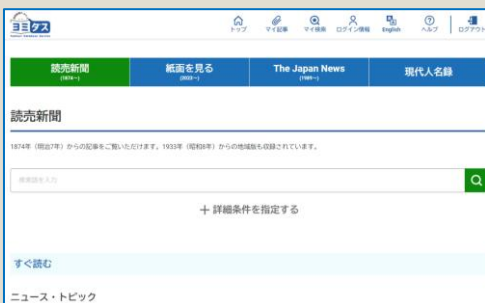 ヨミダス
トップ
マイ記事
マイ検索
ログイン情報
English
ヘルプ
ログアウト
読売新聞
(1874〜)
紙面を見る
The Japan News
(1989〜)
現代人名録
読売新聞
1874年（明治7年）からの記事をご覧いただけます。1933年（昭和8年）からの地域版も収録されています。
検索語を入力
＋ 詳細条件を指定する
すぐ読む
ニュース・トピック